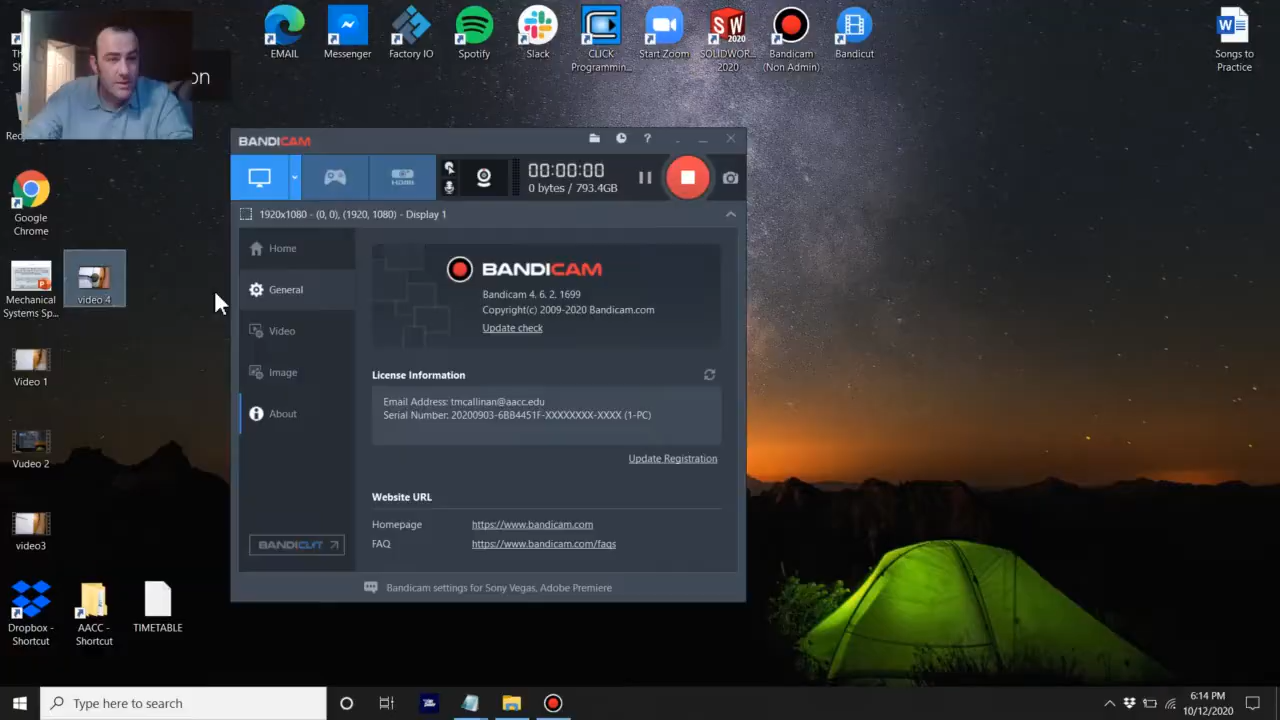 EMAIL
Messenger
Factory IO
Spotify
Slack
CLICK
Programmin...
Start Zoom
SOLIDWOR...
2020
Bandicam
(Non Admin)
Bandicut
Songs to
Practice
on
Google
Chrome
Mechanical
Systems Sp...
video 4
Video 1
Vudeo 2
video3
Dropbox -
Shortcut
AACC -
Shortcut
TIMETABLE
BANDICAM
HDMI
00:00:00
0 bytes / 793.4GB
1920x1080 - (0, 0), (1920, 1080) - Display 1
Home
General
Video
Image
About
BANDICUT
BANDICAM
Bandicam 4. 6. 2. 1699
Copyright(c) 2009-2020 Bandicam.com
Update check
License Information
Email Address: tmcallinan@aacc.edu
Serial Number: 20200903-6BB4451F-XXXXXXXX-XXXX (1-PC)
Update Registration
Website URL
Homepage https://www.bandicam.com
FAQ https://www.bandicam.com/faqs
Bandicam settings for Sony Vegas, Adobe Premiere
Type here to search
6:14 PM
10/12/2020